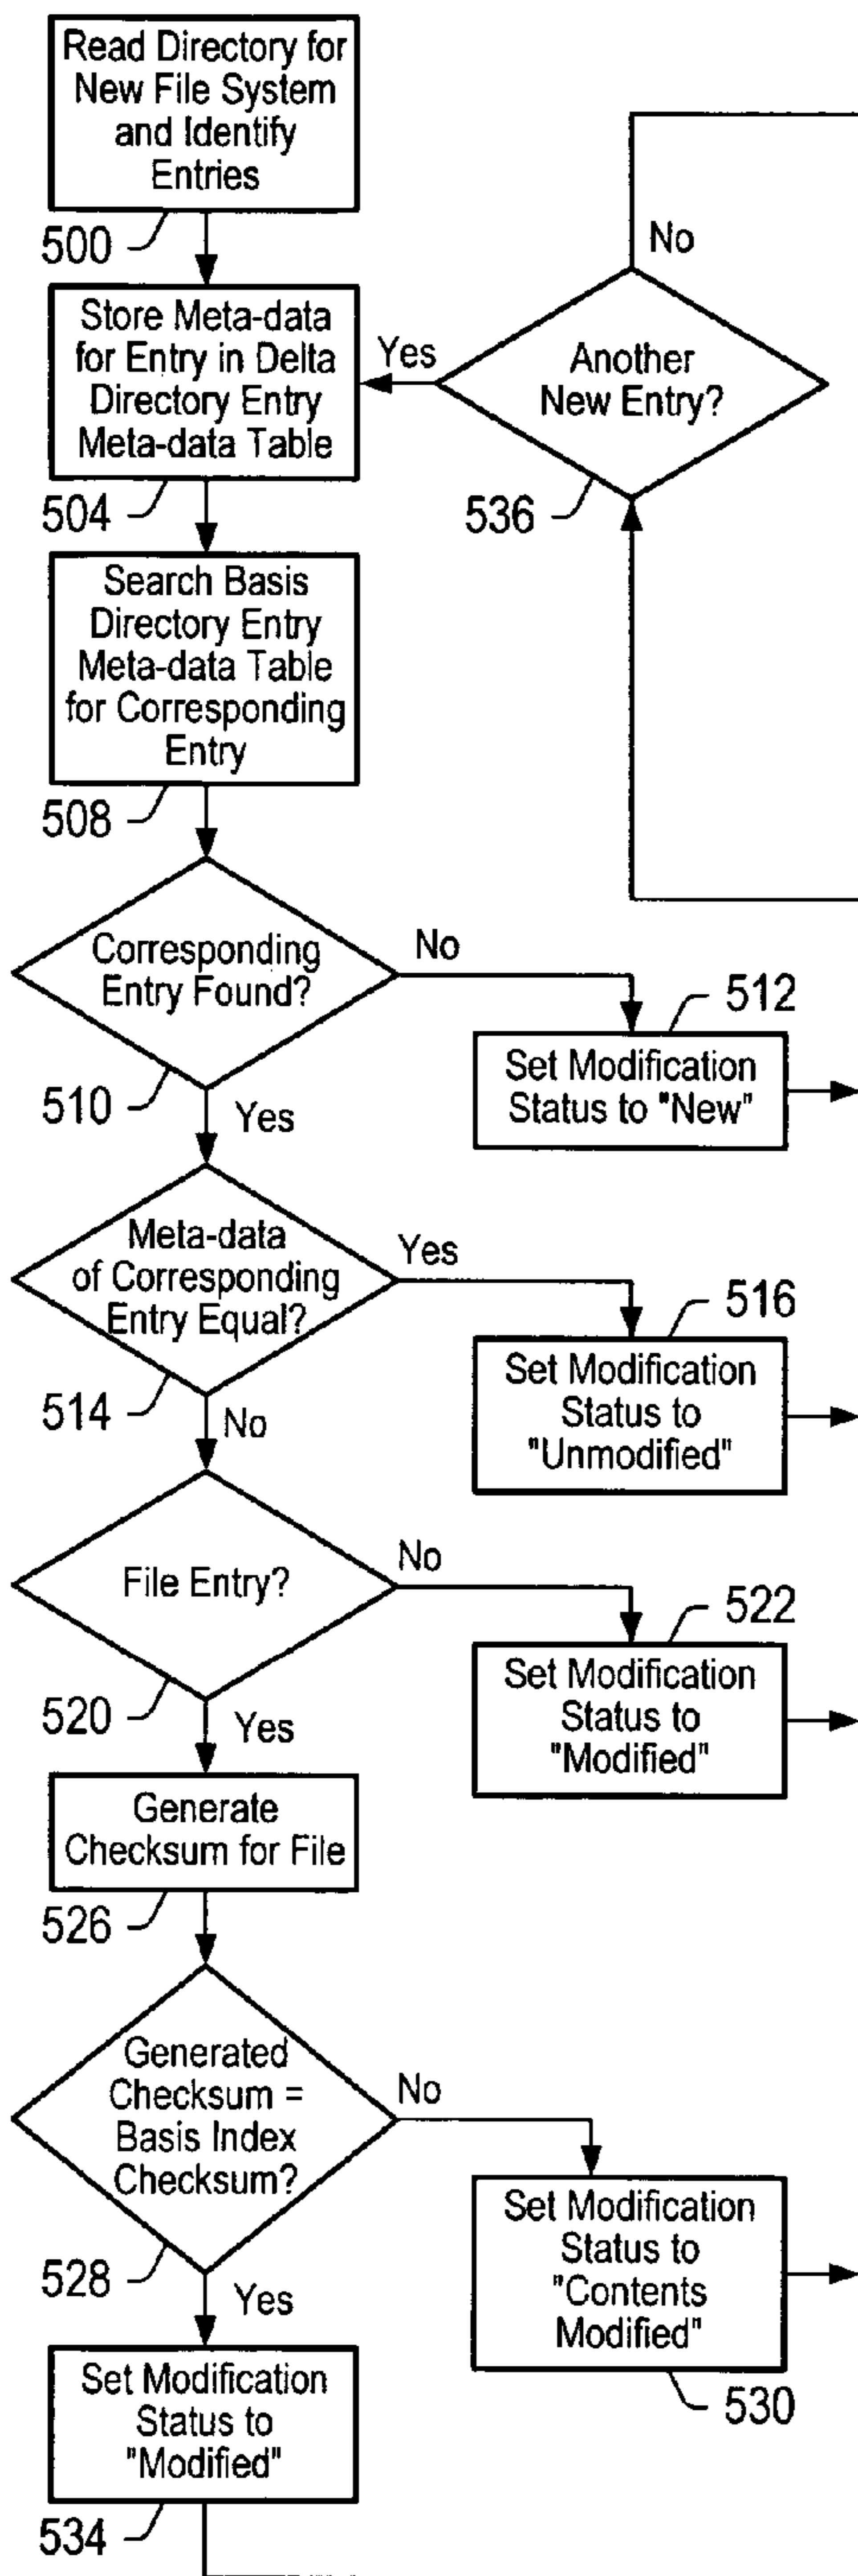 Read Directory for
New File System
and Identify
Entries
500
No
Store Meta-data
for Entry in Delta
Directory Entry
Meta-data Table
Yes
Another
New Entry?
504
536
Search Basis
Directory Entry
Meta-data Table
for Corresponding
Entry
508
Corresponding
Entry Found?
No
512
Set Modification
Status to "New"
510
Yes
Meta-data
of Corresponding
Entry Equal?
Yes
516
Set Modification
Status to
"Unmodified"
514
No
File Entry?
No
522
Set Modification
Status to
"Modified"
520
Yes
Generate
Checksum for File
526
Generated
Checksum =
Basis Index
Checksum?
No
Set Modification
Status to
"Contents
Modified"
528
Yes
530
Set Modification
Status to
"Modified"
534